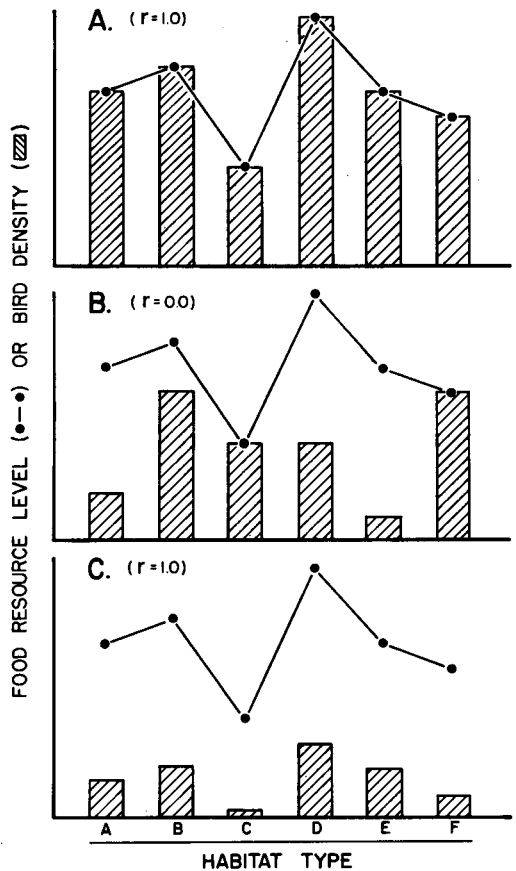 FOOD RESOURCE LEVEL (•—•) OR BIRD DENSITY (▨)
A. (r=1.0)
B. (r=0.0)
C. (r=1.0)
A B C D E F
HABITAT TYPE